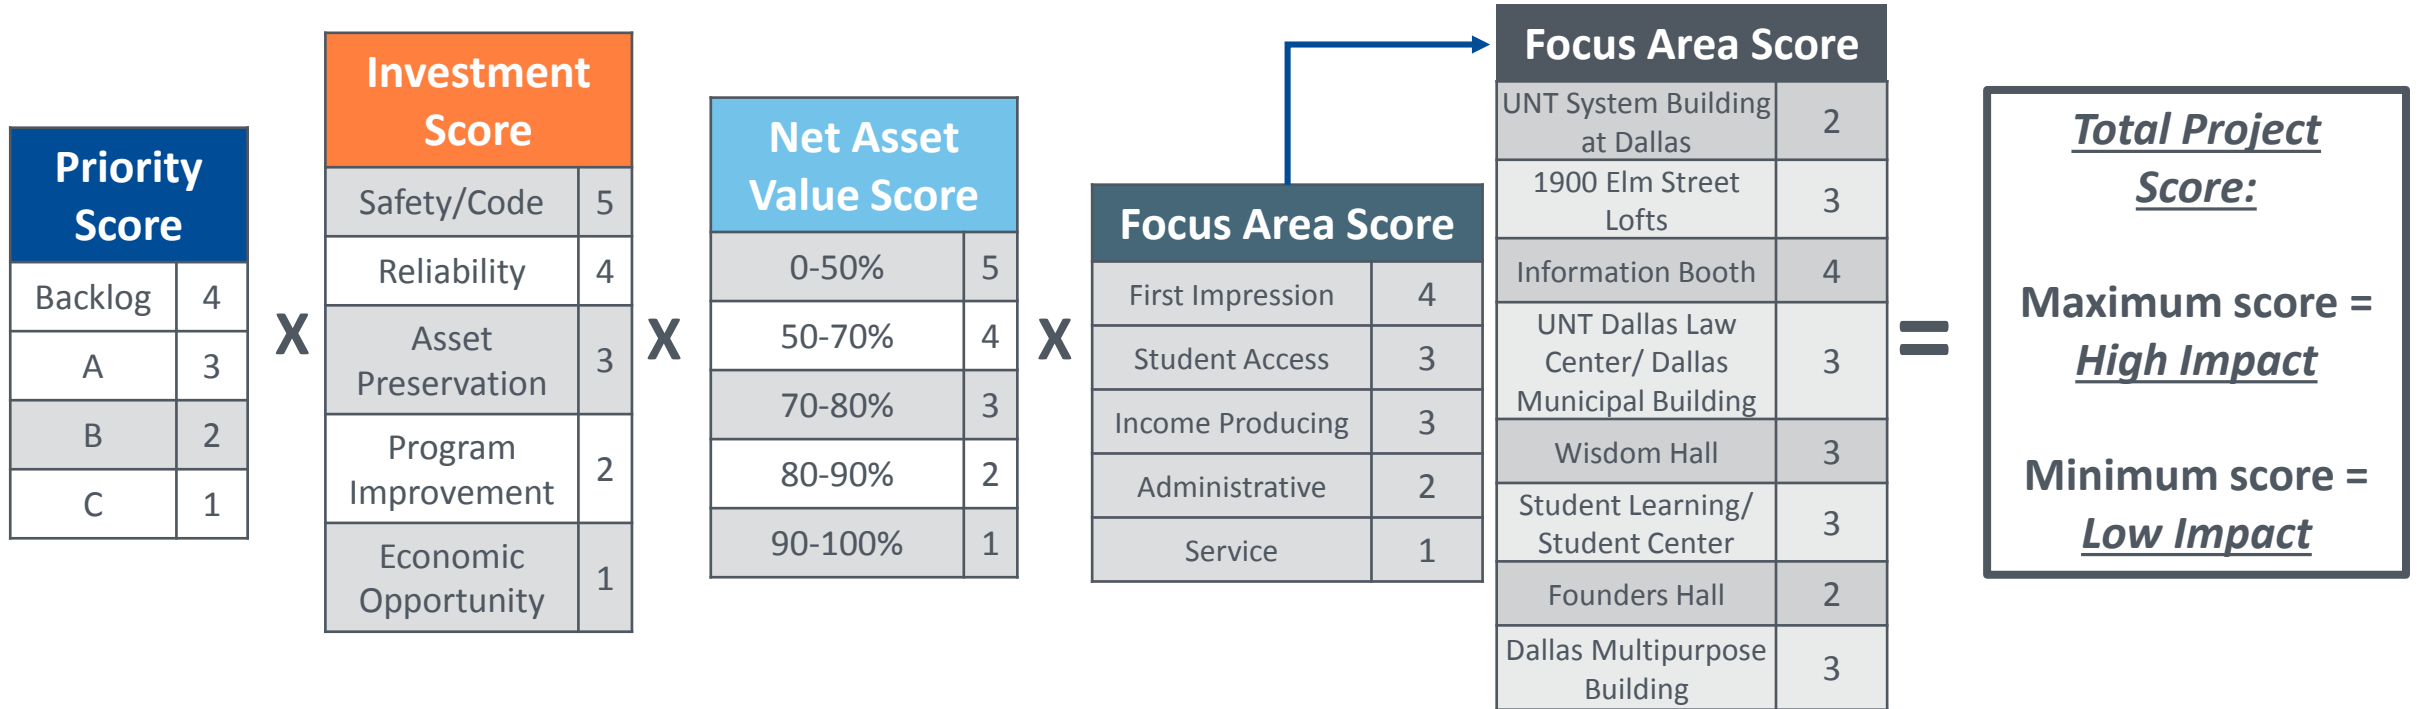 Priority
Score
Backlog 4
A 3
B 2
C 1
X
Investment
Score
Safety/Code 5
Reliability 4
Asset
Preservation 3
Program
Improvement 2
Economic
Opportunity 1
X
Net Asset
Value Score
0-50% 5
50-70% 4
70-80% 3
80-90% 2
90-100% 1
X
Focus Area Score
First Impression 4
Student Access 3
Income Producing 3
Administrative 2
Service 1
Focus Area Score
UNT System Building
at Dallas 2
1900 Elm Street
Lofts 3
Information Booth 4
UNT Dallas Law
Center/ Dallas
Municipal Building 3
Wisdom Hall 3
Student Learning/
Student Center 3
Founders Hall 2
Dallas Multipurpose
Building 3
=
Total Project
Score:
Maximum score =
High Impact
Minimum score =
Low Impact